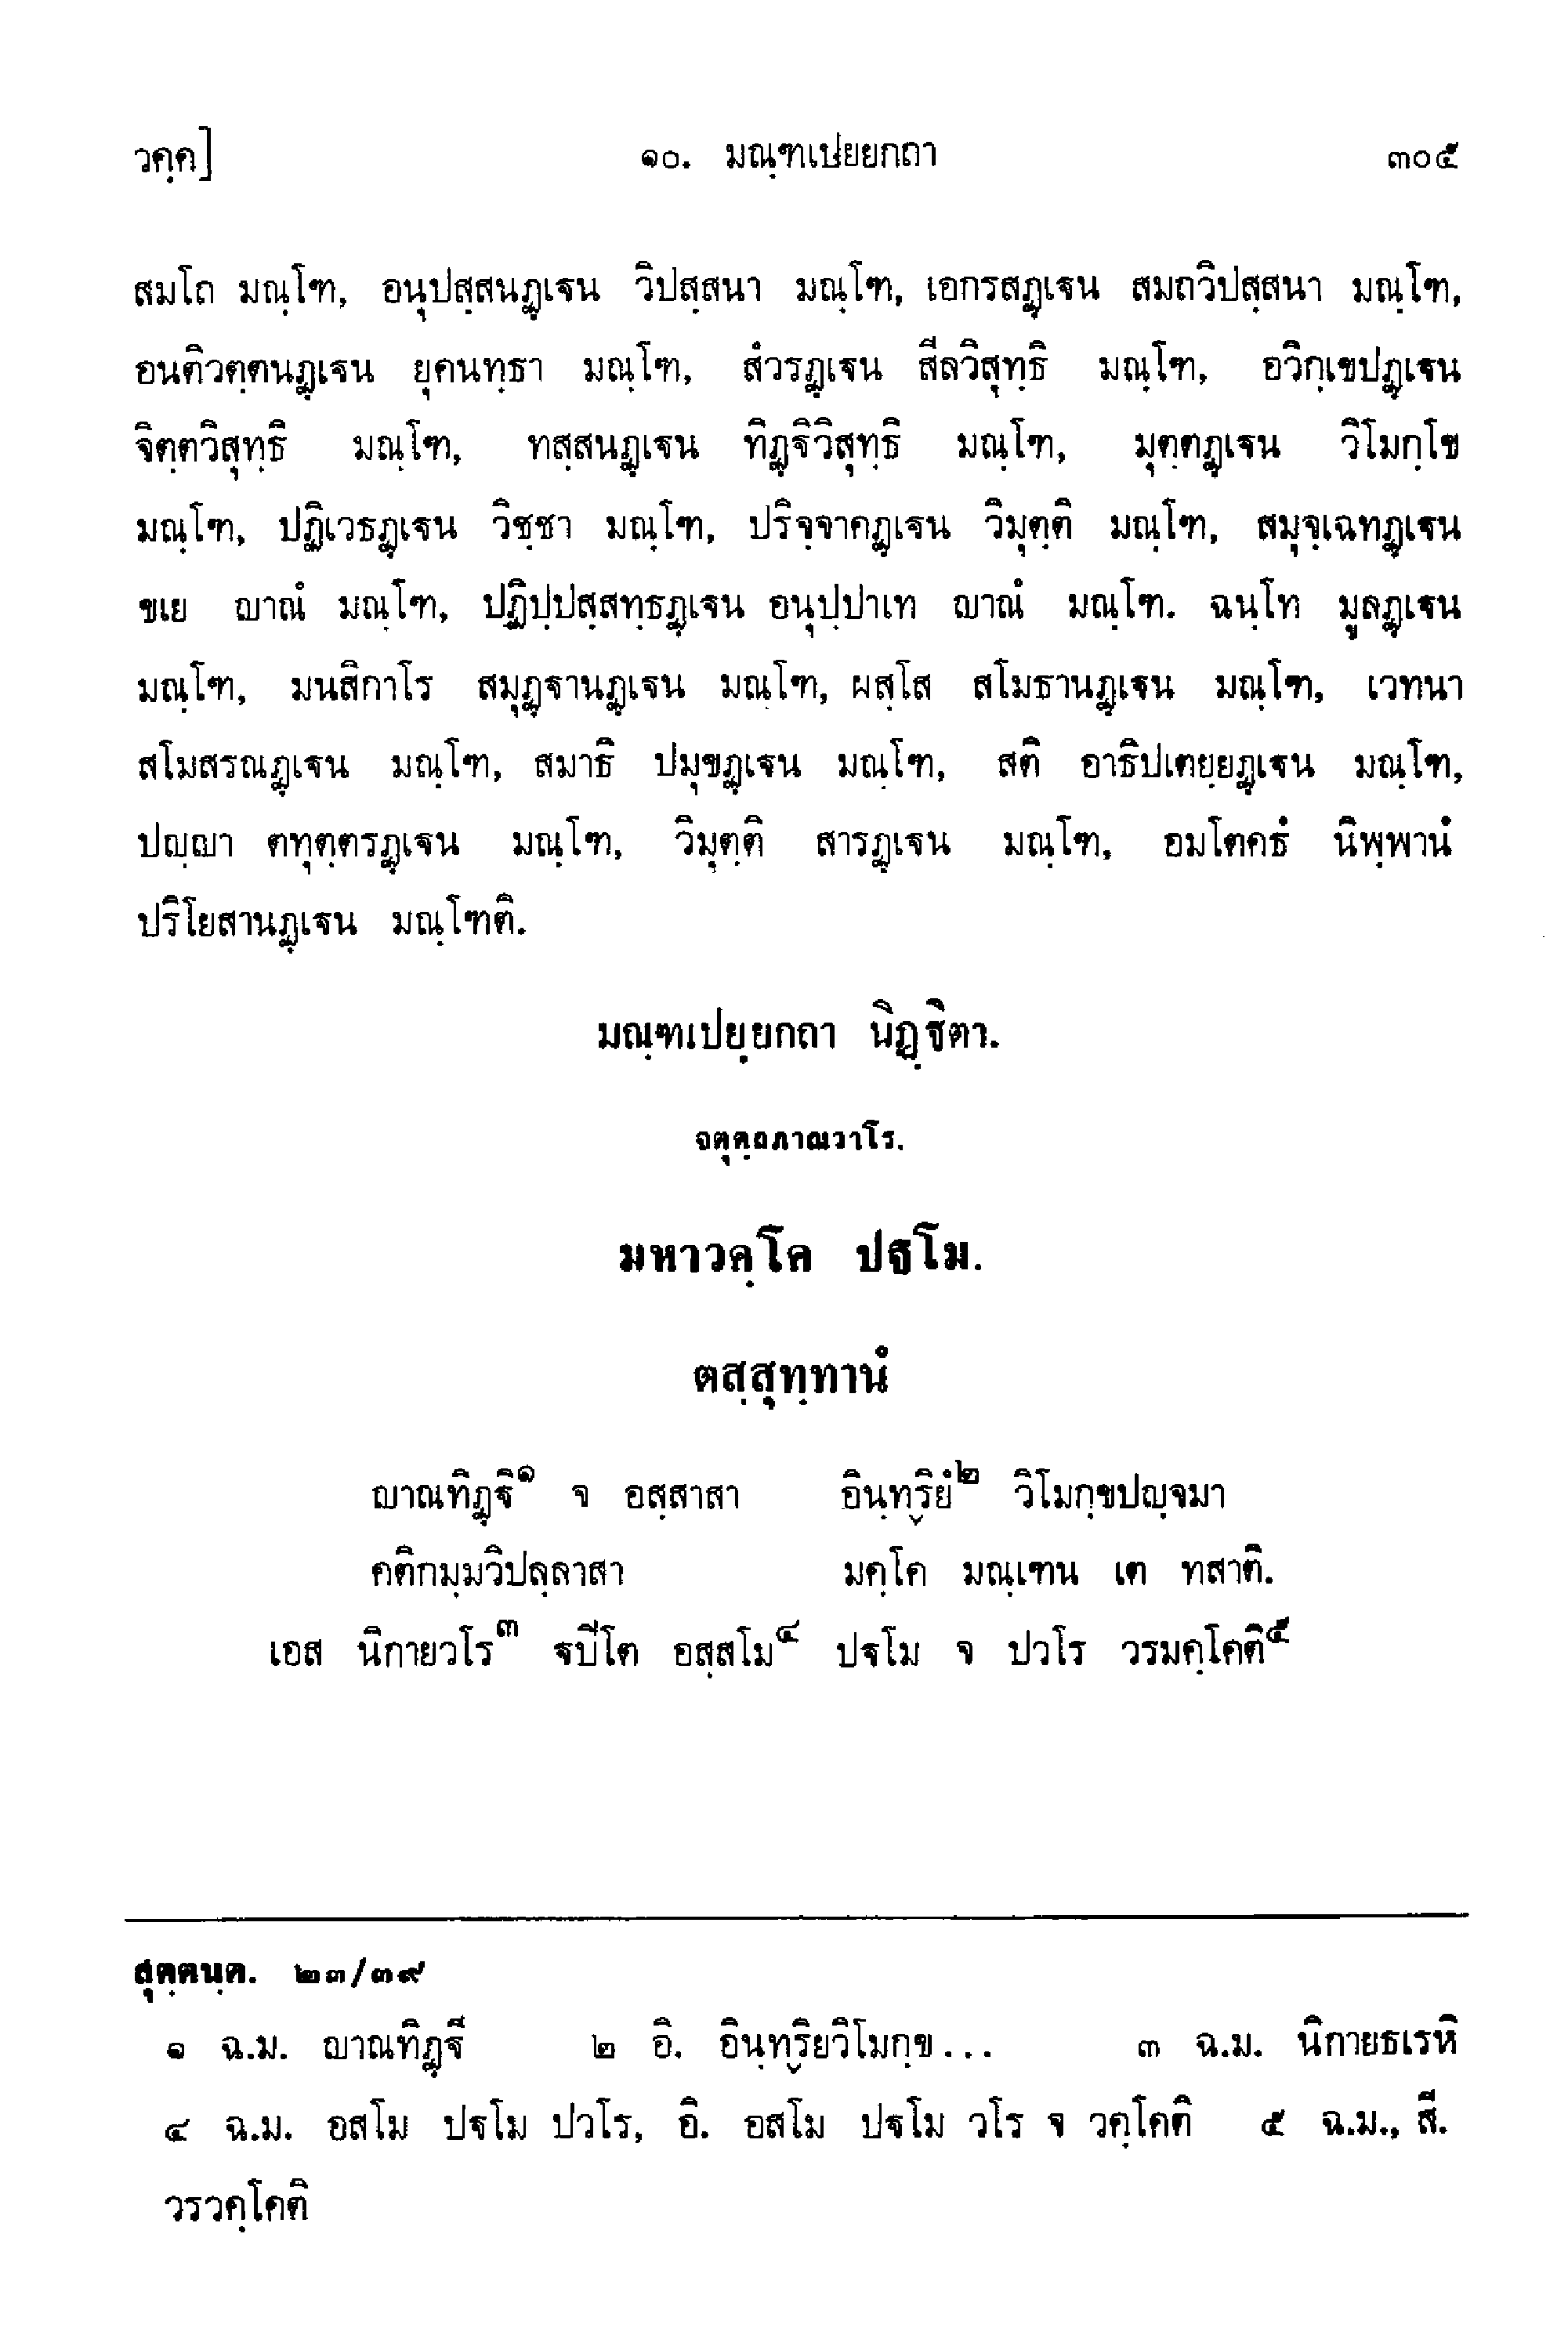 วคฺค] ๑๐. มณฺฑเปยยกถา ๓๐๕
สมโถ มณฺโฑ, อนุปสฺสนฏฺเฐน วิปสฺสนา มณฺโฑ, เอกรสฏฺเฐน สมถวิปสฺสนา มณฺโฑ,
อนติวตฺตนฏฺเฐน ยุคนทฺธา มณฺโฑ, สํวรฏฺเฐน สีลวิสุทฺธิ มณฺโฑ, อวิกฺเขปฏฺเฐน
จิตฺตวิสุทฺธิ มณฺโฑ, ทสฺสนฏฺเฐน ทิฏฺฐิวิสุทฺธิ มณฺโฑ, มุตฺตฏฺเฐน วิโมกฺโข
มณฺโฑ, ปฏิเวธฏฺเฐน วิชฺชา มณฺโฑ, ปริจฺจาคฏฺเฐน วิมุตฺติ มณฺโฑ, สมุจฺเฉทฏฺเฐน
ขเย ญาณํ มณฺโฑ, ปฏิปฺปสฺสทฺธฏฺเฐน อนุปฺปาเท ญาณํ มณฺโฑ. ฉนฺโท มูลฏฺเฐน
มณฺโฑ, มนสิกาโร สมุฏฺฐานฏฺเฐน มณฺโฑ, ผสฺโส สโมธานฏฺเฐน มณฺโฑ, เวทนา
สโมสรณฏฺเฐน มณฺโฑ, สมาธิ ปมุขฏฺเฐน มณฺโฑ, สติ อาธิปเตยฺยฏฺเฐน มณฺโฑ,
ปญฺญา ตทุตฺตรฏฺเฐน มณฺโฑ, วิมุตฺติ สารฏฺเฐน มณฺโฑ, อมโตคธํ นิพฺพานํ
ปริโยสานฏฺเฐน มณฺโฑติ.
มณฺฑเปยฺยกถา นิฏฺฐิตา.
จตุตฺถภาณวาโร.
มหาวคฺโค ปฐโม.
ตสฺสุทฺทานํ
ญาณทิฏฺฐิ๑ จ อสฺสาสา อินฺทฺริยํ๒ วิโมกฺขปญฺจมา
คติกมฺมวิปลฺลาสา มคฺโค มณฺเฑน เต ทสาติ.
เอส นิกายวโร๓ ฐปิโต อสฺสโม๔ ปฐโม จ ปวโร วรมคฺโคติ๕
สุตฺตนฺต. ๒๓/๓๙
๑ ฉ.ม. ญาณทิฏฺฐี ๒ อิ. อินฺทฺริยวิโมกฺข... ๓ ฉ.ม. นิกายธเรหิ
๔ ฉ.ม. อสโม ปฐโม ปวโร, อิ. อสโม ปฐโม วโร จ วคฺโคติ ๕ ฉ.ม., สี.
วรวคฺโคติ